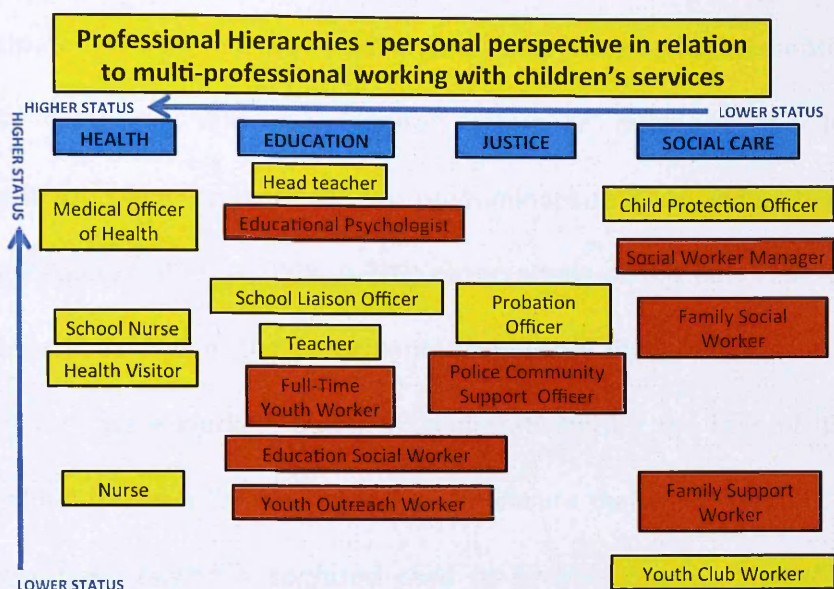 Professional Hierarchies - personal perspective in relation
to multi-professional working with children's services
HIGHER STATUS
LOWER STATUS
HIGHER STATUS
HEALTH
EDUCATION
JUSTICE
SOCIAL CARE
Head teacher
Medical Officer
of Health
Educational Psychologist
Child Protection Officer
Social Worker Manager
School Liaison Officer
Probation
Officer
Family Social
Worker
School Nurse
Teacher
Health Visitor
Full-Time
Youth Worker
Police Community
Support Officer
Education Social Worker
Nurse
Youth Outreach Worker
Family Support
Worker
Youth Club Worker
LOWER STATUS